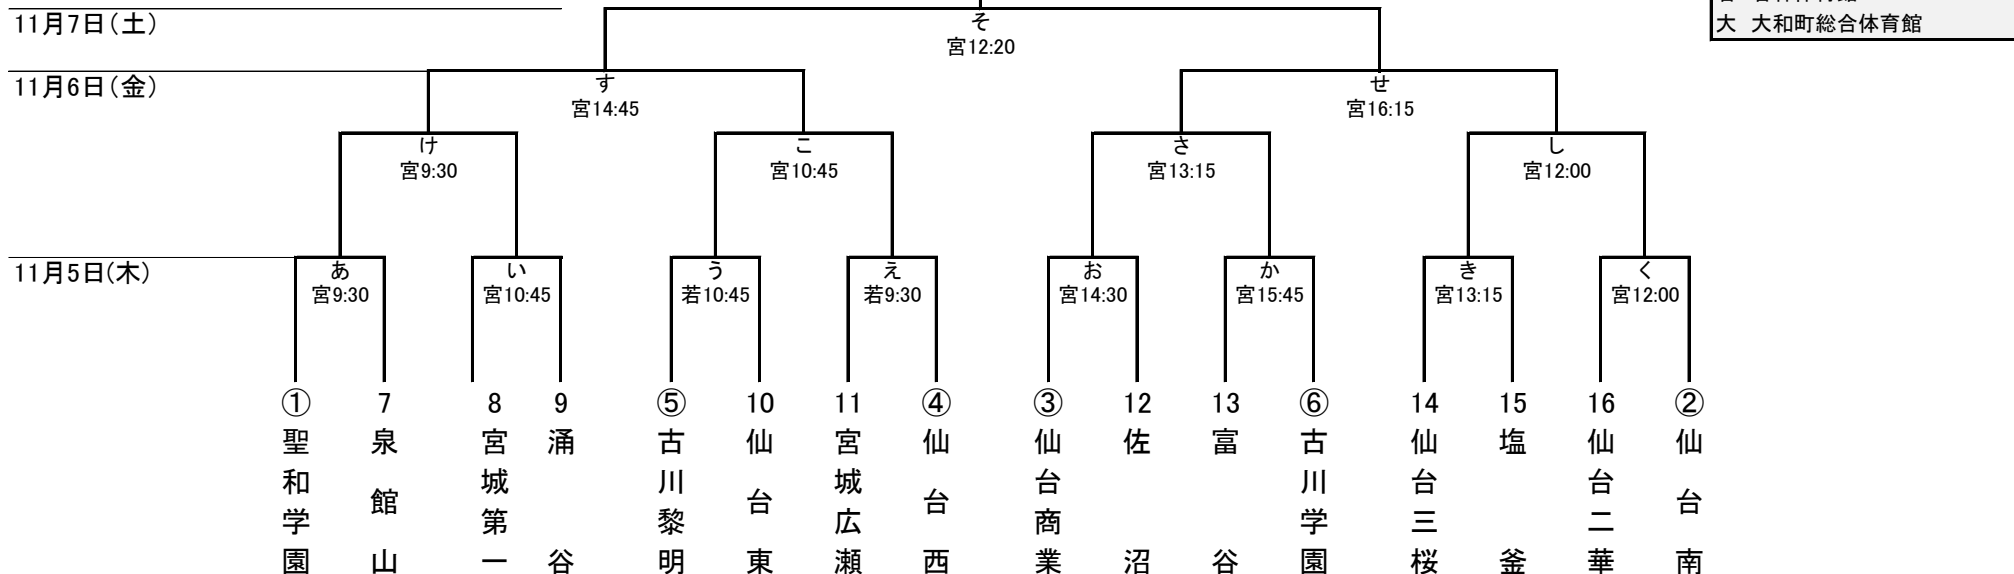 大 大和町総合体育館
11月7日(土)
そ
宮12:20
11月6日(金)
す
宮14:45
せ
宮16:15
け
宮9:30
こ
宮10:45
さ
宮13:15
し
宮12:00
11月5日(木)
あ
宮9:30
い
宮10:45
う
若10:45
え
若9:30
お
宮14:30
か
宮15:45
き
宮13:15
く
宮12:00
① 聖和学園
7 泉館山
8 宮城第一
9 涌谷
⑤ 古川黎明
10 仙台東
11 宮城広瀬
④ 仙台西
③ 仙台商業
12 佐沼
13 富谷
⑥ 古川学園
14 仙台三桜
15 塩釜
16 仙台二華
② 仙台南